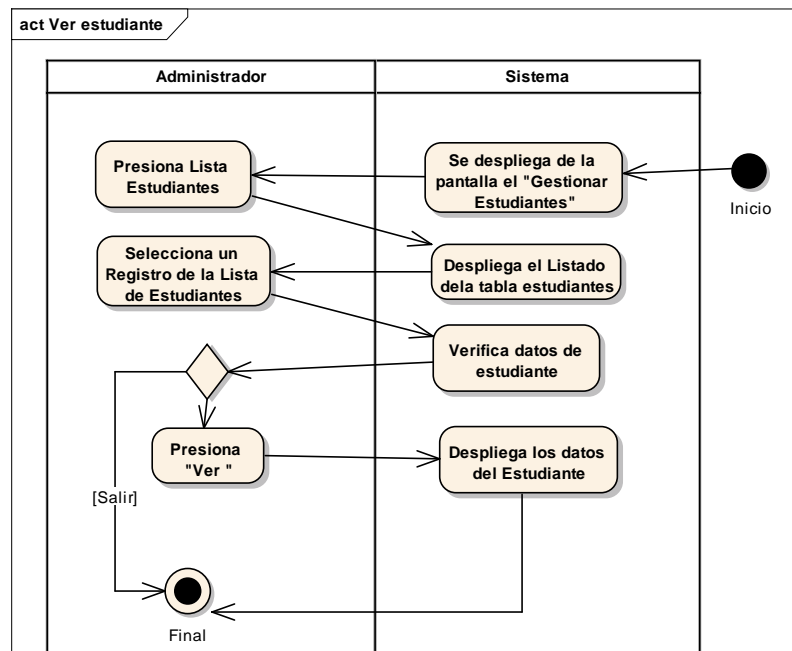 act Ver estudiante
Administrador
Sistema
Presiona Lista
Estudiantes
Se despliega de la
pantalla el "Gestionar
Estudiantes"
Inicio
Selecciona un
Registro de la Lista
de Estudiantes
Despliega el Listado
dela tabla estudiantes
Verifica datos de
estudiante
Presiona
"Ver "
Despliega los datos
del Estudiante
[Salir]
Final